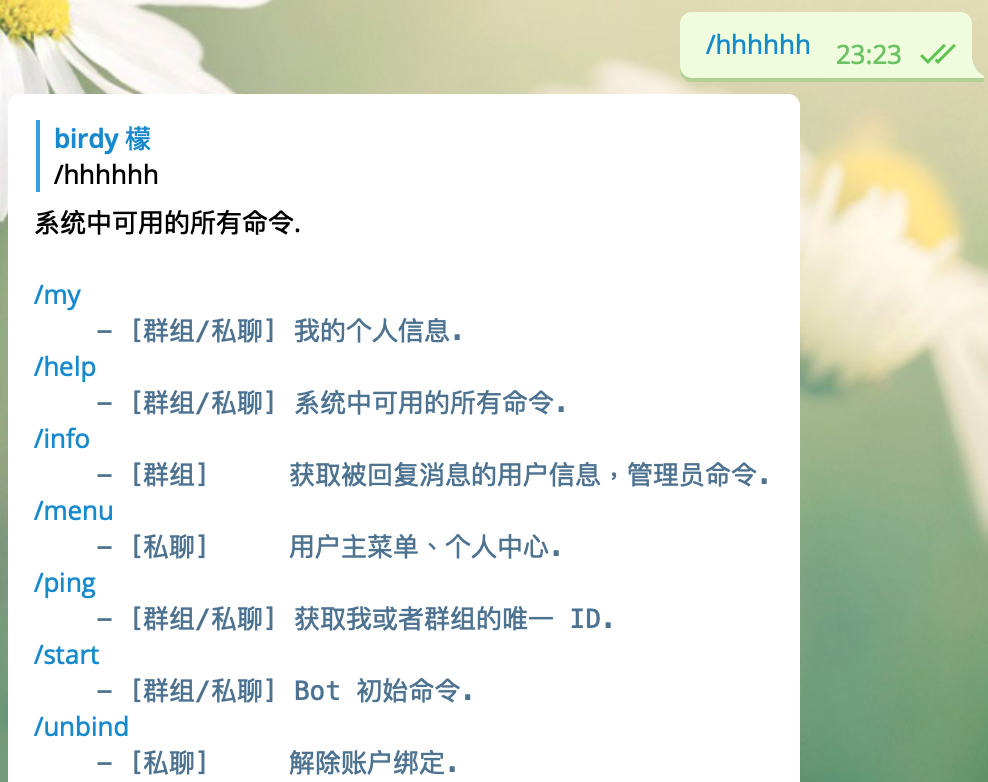 /hhhhhh 23:23
birdy 檬
/hhhhhh
系统中可用的所有命令.
/my
– [群组/私聊] 我的个人信息.
/help
– [群组/私聊] 系统中可用的所有命令.
/info
– [群组] 获取被回复消息的用户信息，管理员命令.
/menu
– [私聊] 用户主菜单、个人中心.
/ping
– [群组/私聊] 获取我或者群组的唯一 ID.
/start
– [群组/私聊] Bot 初始命令.
/unbind
– [私聊] 解除账户绑定.